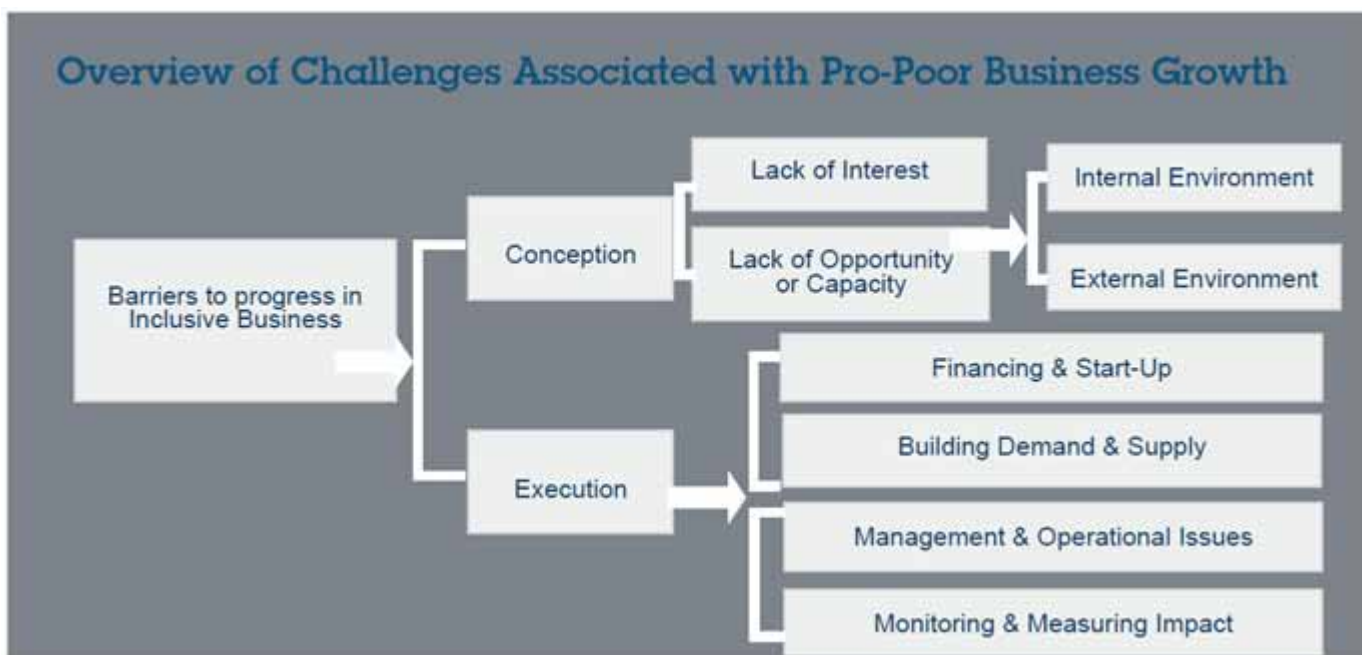 Overview of Challenges Associated with Pro-Poor Business Growth
Lack of Interest
Internal Environment
Conception
Lack of Opportunity
or Capacity
External Environment
Barriers to progress in
Inclusive Business
Financing & Start-Up
Building Demand & Supply
Execution
Management & Operational Issues
Monitoring & Measuring Impact